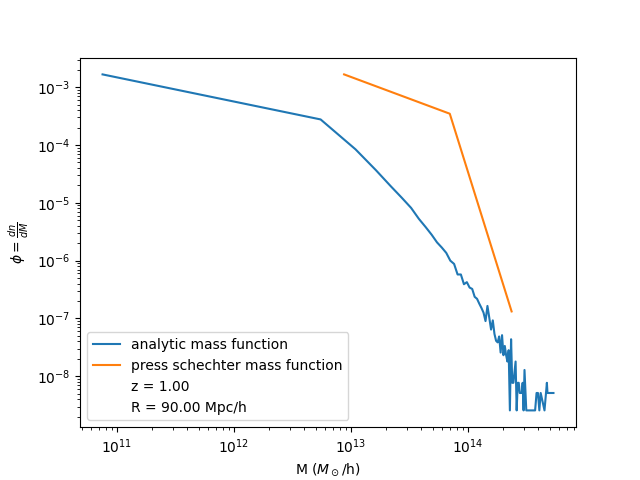 10⁻³
10⁻⁴
10⁻⁵
10⁻⁶
10⁻⁷
10⁻⁸
ϕ = dn/dM
analytic mass function
press schechter mass function
z = 1.00
R = 90.00 Mpc/h
10¹¹ 10¹² 10¹³ 10¹⁴
M (M⊙/h)